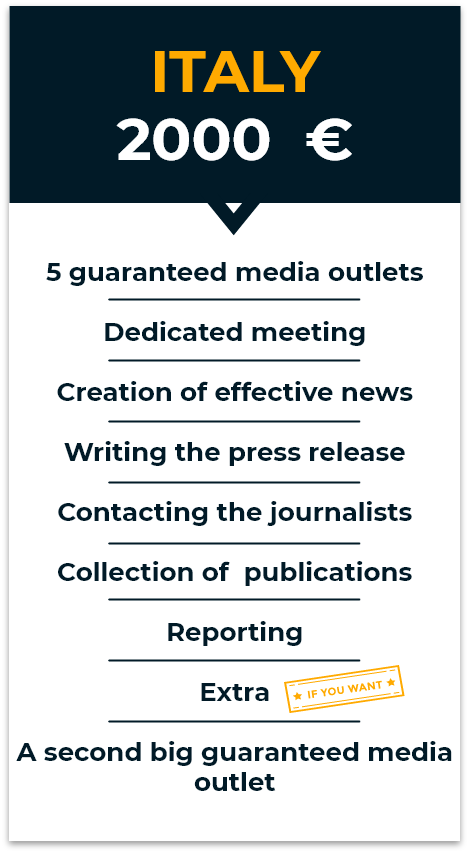 ITALY
2000 €
5 guaranteed media outlets
Dedicated meeting
Creation of effective news
Writing the press release
Contacting the journalists
Collection of publications
Reporting
Extra
IF YOU WANT
A second big guaranteed media
outlet